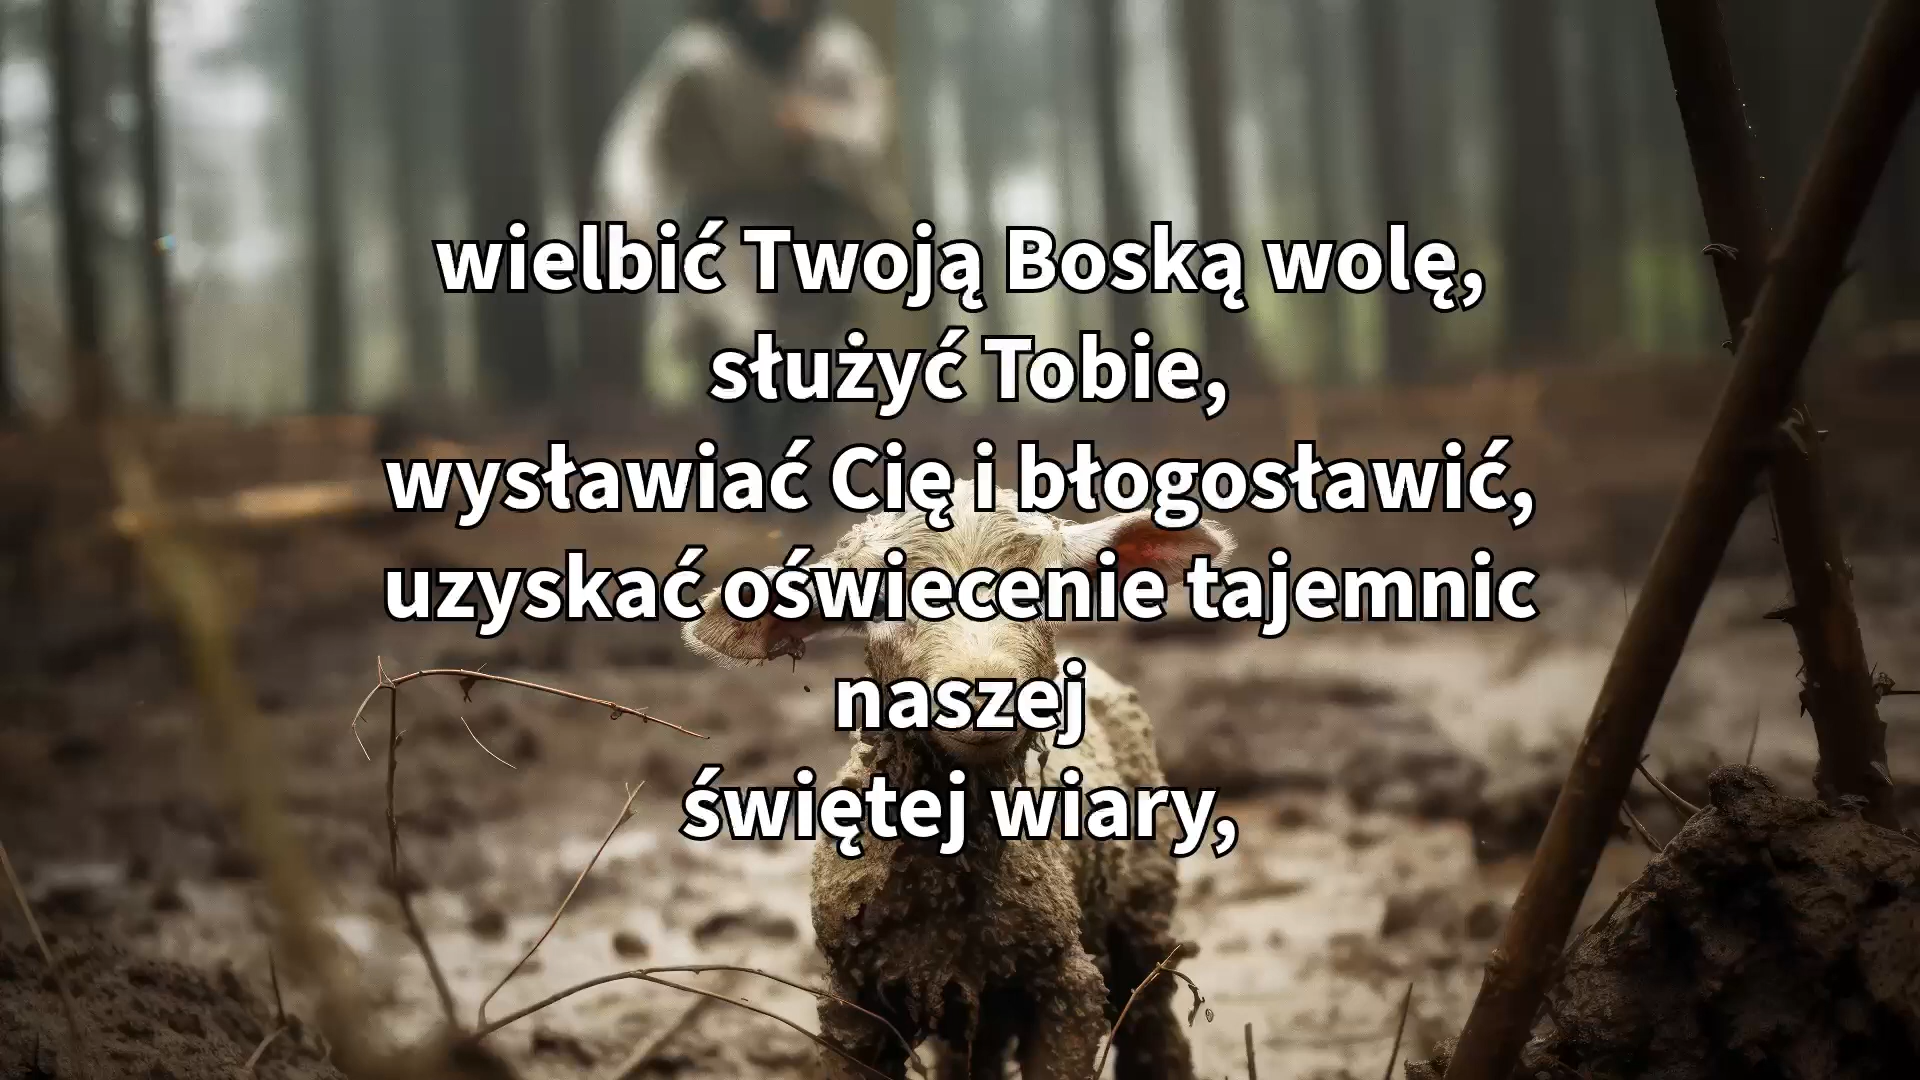 wielbić Twoją Boską wolę,
służyć Tobie,
wysławiać Cię i błogosławić,
uzyskać oświecenie tajemnic
naszej
świętej wiary,